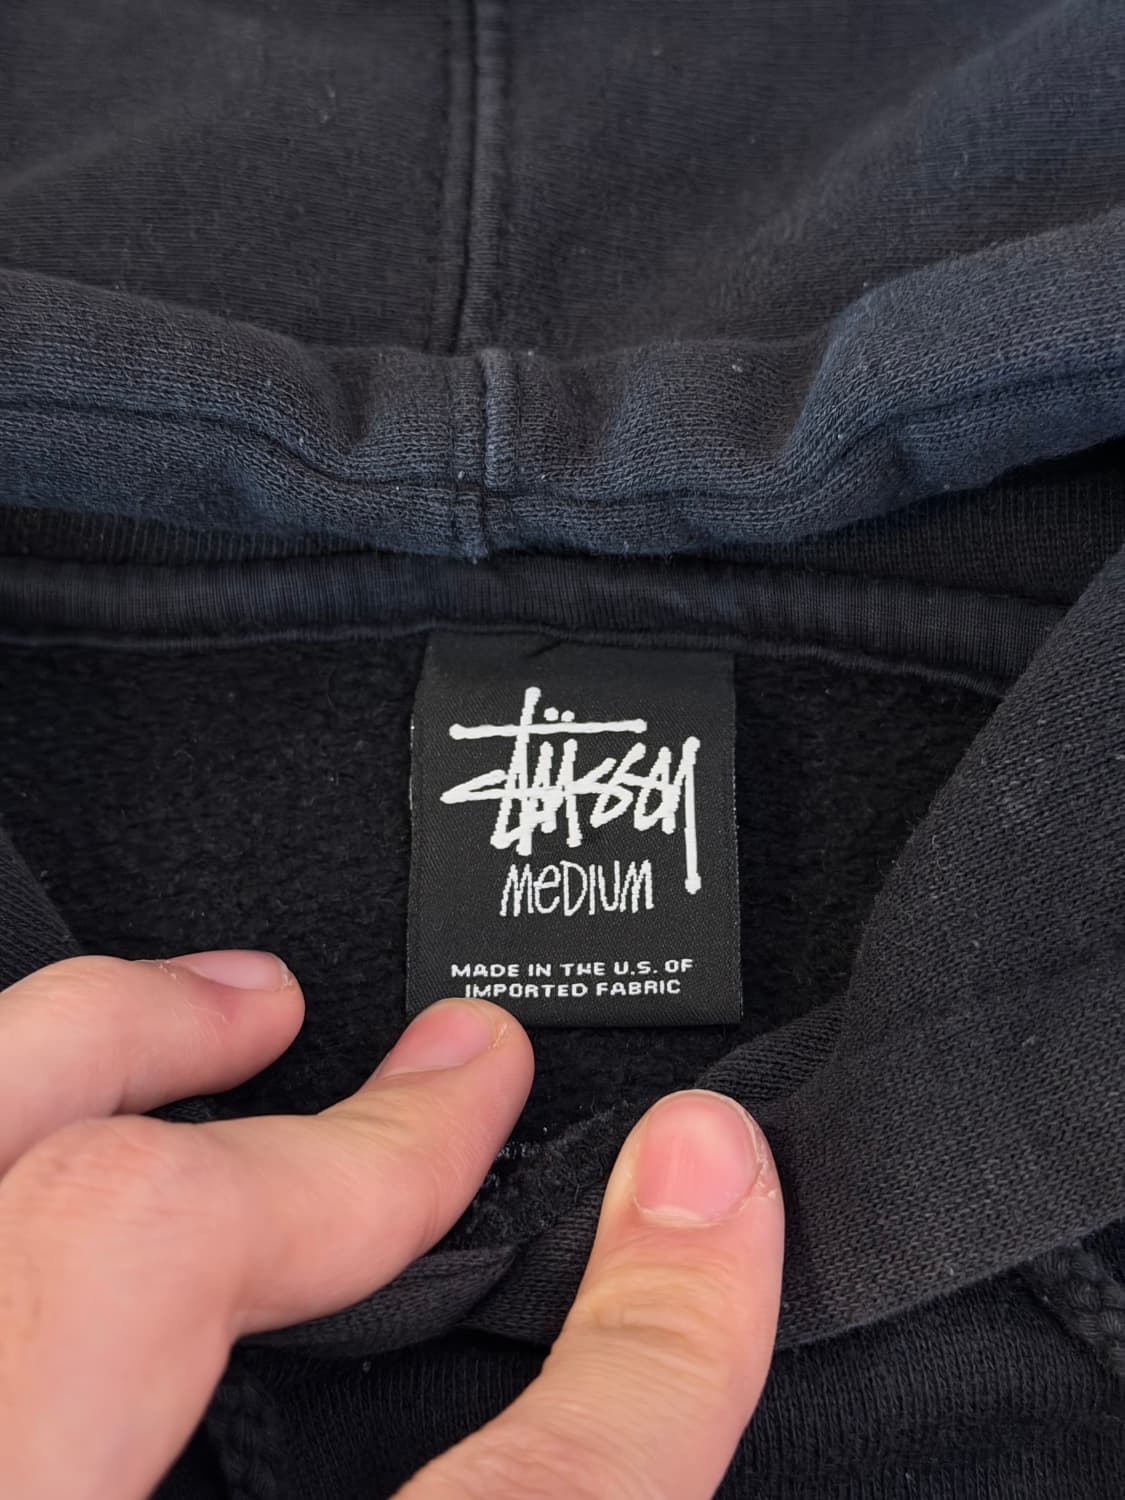 Stüssy
MeDIUM
MADE IN THE U.S. OF
IMPORTED FABRIC